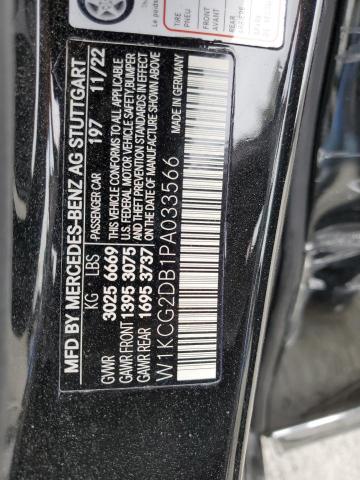 TIRE
PNEU
FRONT
AVANT
REAR
MFD BY MERCEDES-BENZ AG STUTTGART
KG LBS PASSENGER CAR 197 11/22
GVWR 3025 6669 THIS VEHICLE CONFORMS TO ALL APPLICABLE
GAWR FRONT 1395 3075 U.S. FEDERAL MOTOR VEHICLE SAFETY,BUMPER
GAWR REAR 1695 3737 AND THEFT PREVENTION STANDARDS IN EFFECT
ON THE DATE OF MANUFACTURE SHOWN ABOVE
MADE IN GERMANY
W1KCG2DB1PA033566